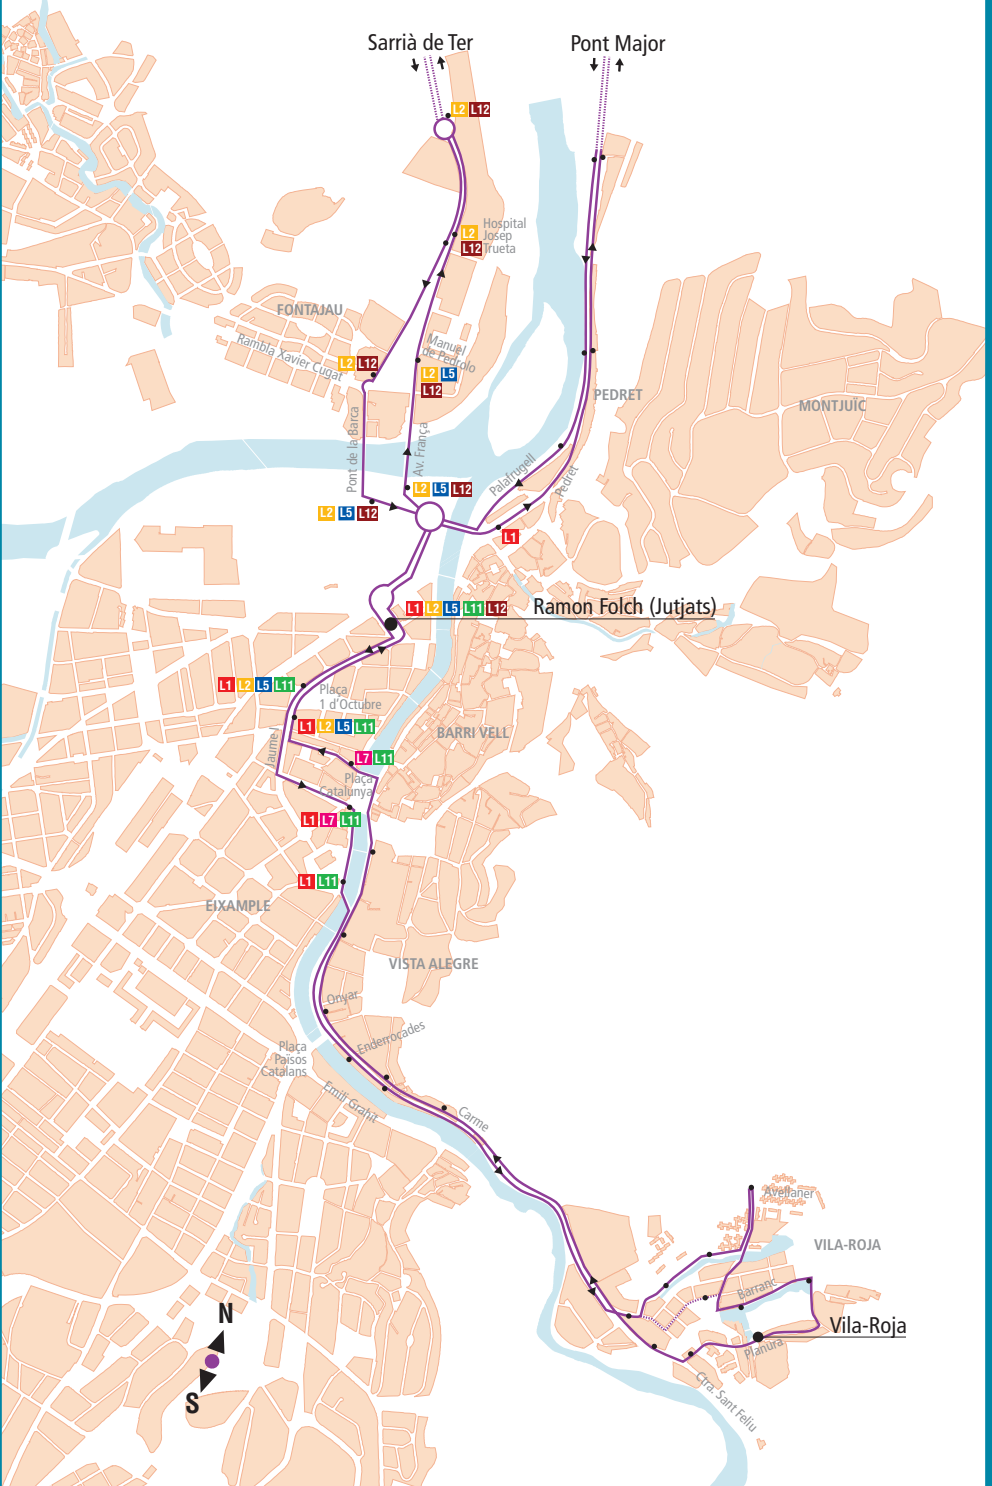 Sarrià de Ter
Pont Major
L2 L12
L2
L12
Hospital
Josep
Trueta
FONTAJAU
Rambla Xavier Cugat
Manuel
de Pedrolo
L2 L12
L2 L5
L12
PEDRET
MONTJUÏC
Pont de la Barca
Av. França
Palafrugell
Pedret
L2 L5 L12
L2 L5 L12
L1
L1 L2 L5 L11 L12
Ramon Folch (Jutjats)
L1 L2 L5 L11
Plaça
1 d'Octubre
L1 L2 L5 L11
BARRI VELL
Jaume I
L7 L11
Plaça
Catalunya
L1 L7 L11
L1 L11
EIXAMPLE
VISTA ALEGRE
Onyar
Enderrocades
Plaça
Països
Catalans
Emili Grahit
Carme
Avellaner
VILA-ROJA
Barranc
Vila-Roja
Planura
Ctra. Sant Feliu
N
S